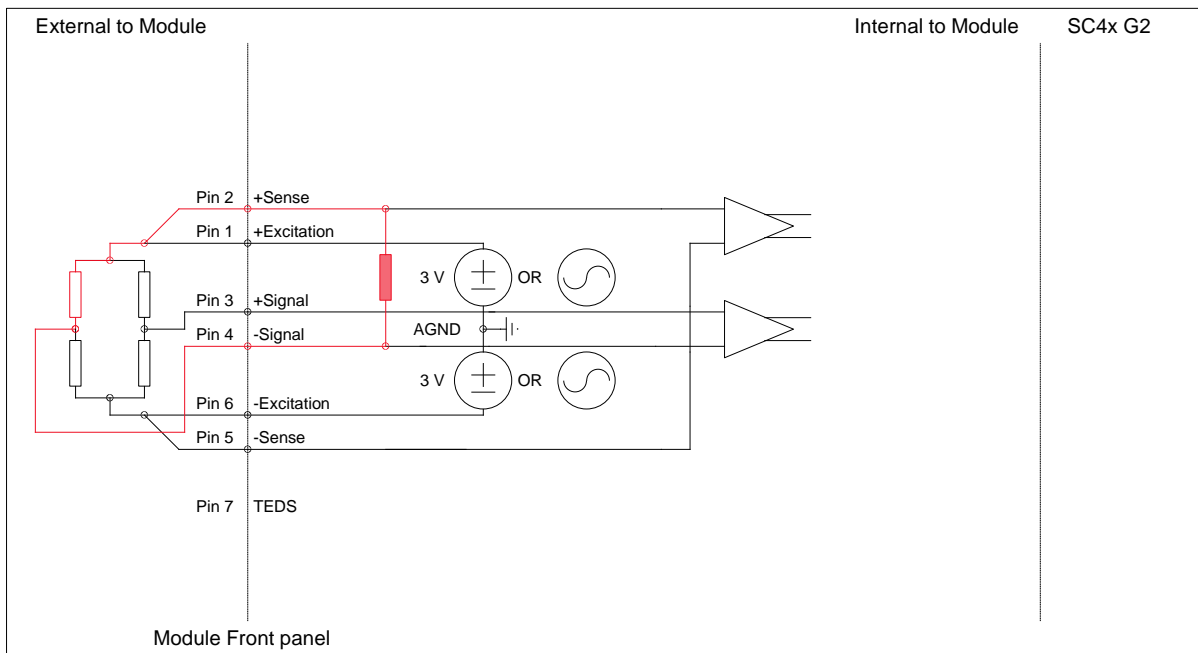 External to Module
Internal to Module
SC4x G2
Pin 2 +Sense
Pin 1 +Excitation
3 V OR
Pin 3 +Signal
AGND
Pin 4 -Signal
3 V OR
Pin 6 -Excitation
Pin 5 -Sense
Pin 7 TEDS
Module Front panel